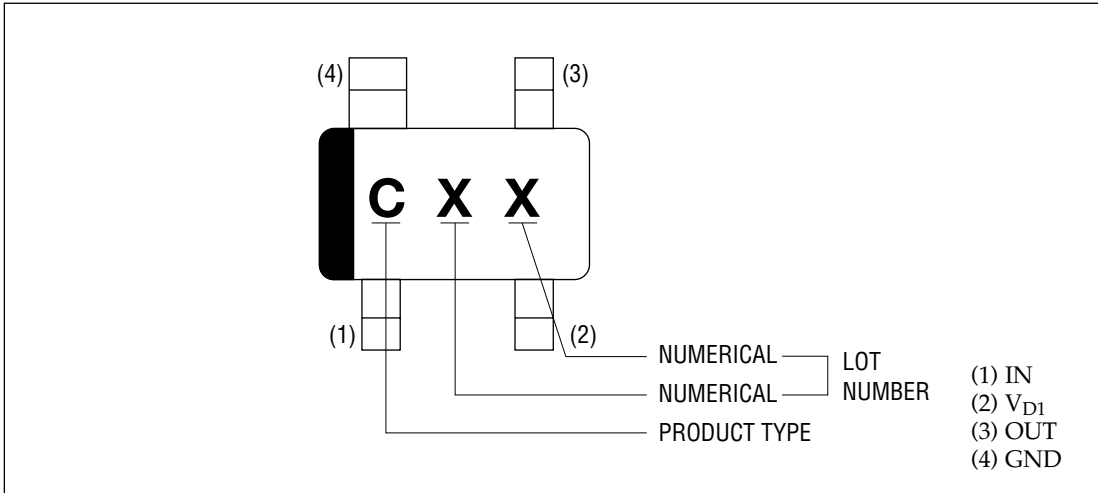 (4)
(3)
C X X
(1)
(2)
NUMERICAL
NUMERICAL
LOT
NUMBER
PRODUCT TYPE
(1) IN
(2) VD1
(3) OUT
(4) GND